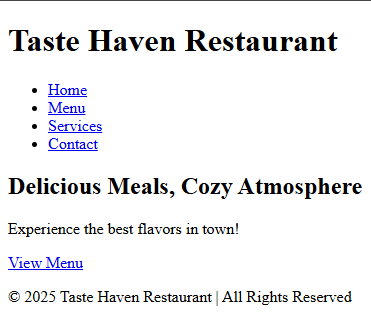 Taste Haven Restaurant
Home
Menu
Services
Contact
Delicious Meals, Cozy Atmosphere
Experience the best flavors in town!
View Menu
© 2025 Taste Haven Restaurant | All Rights Reserved